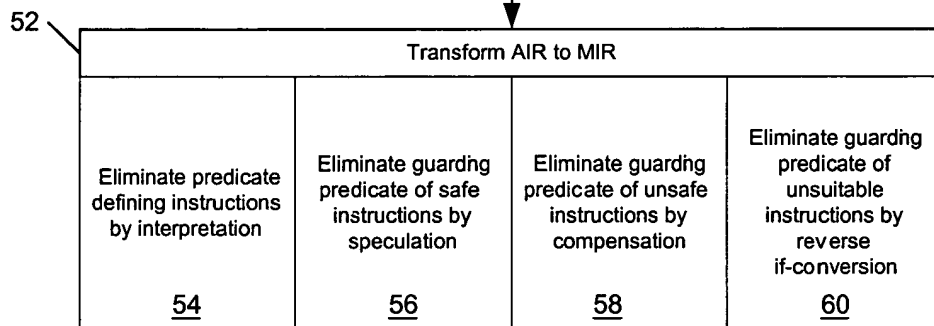 52
Transform AIR to MIR
Eliminate predicate
defining instructions
by interpretation
54
Eliminate guarding
predicate of safe
instructions by
speculation
56
Eliminate guarding
predicate of unsafe
instructions by
compensation
58
Eliminate guarding
predicate of
unsuitable
instructions by
reverse
if-conversion
60